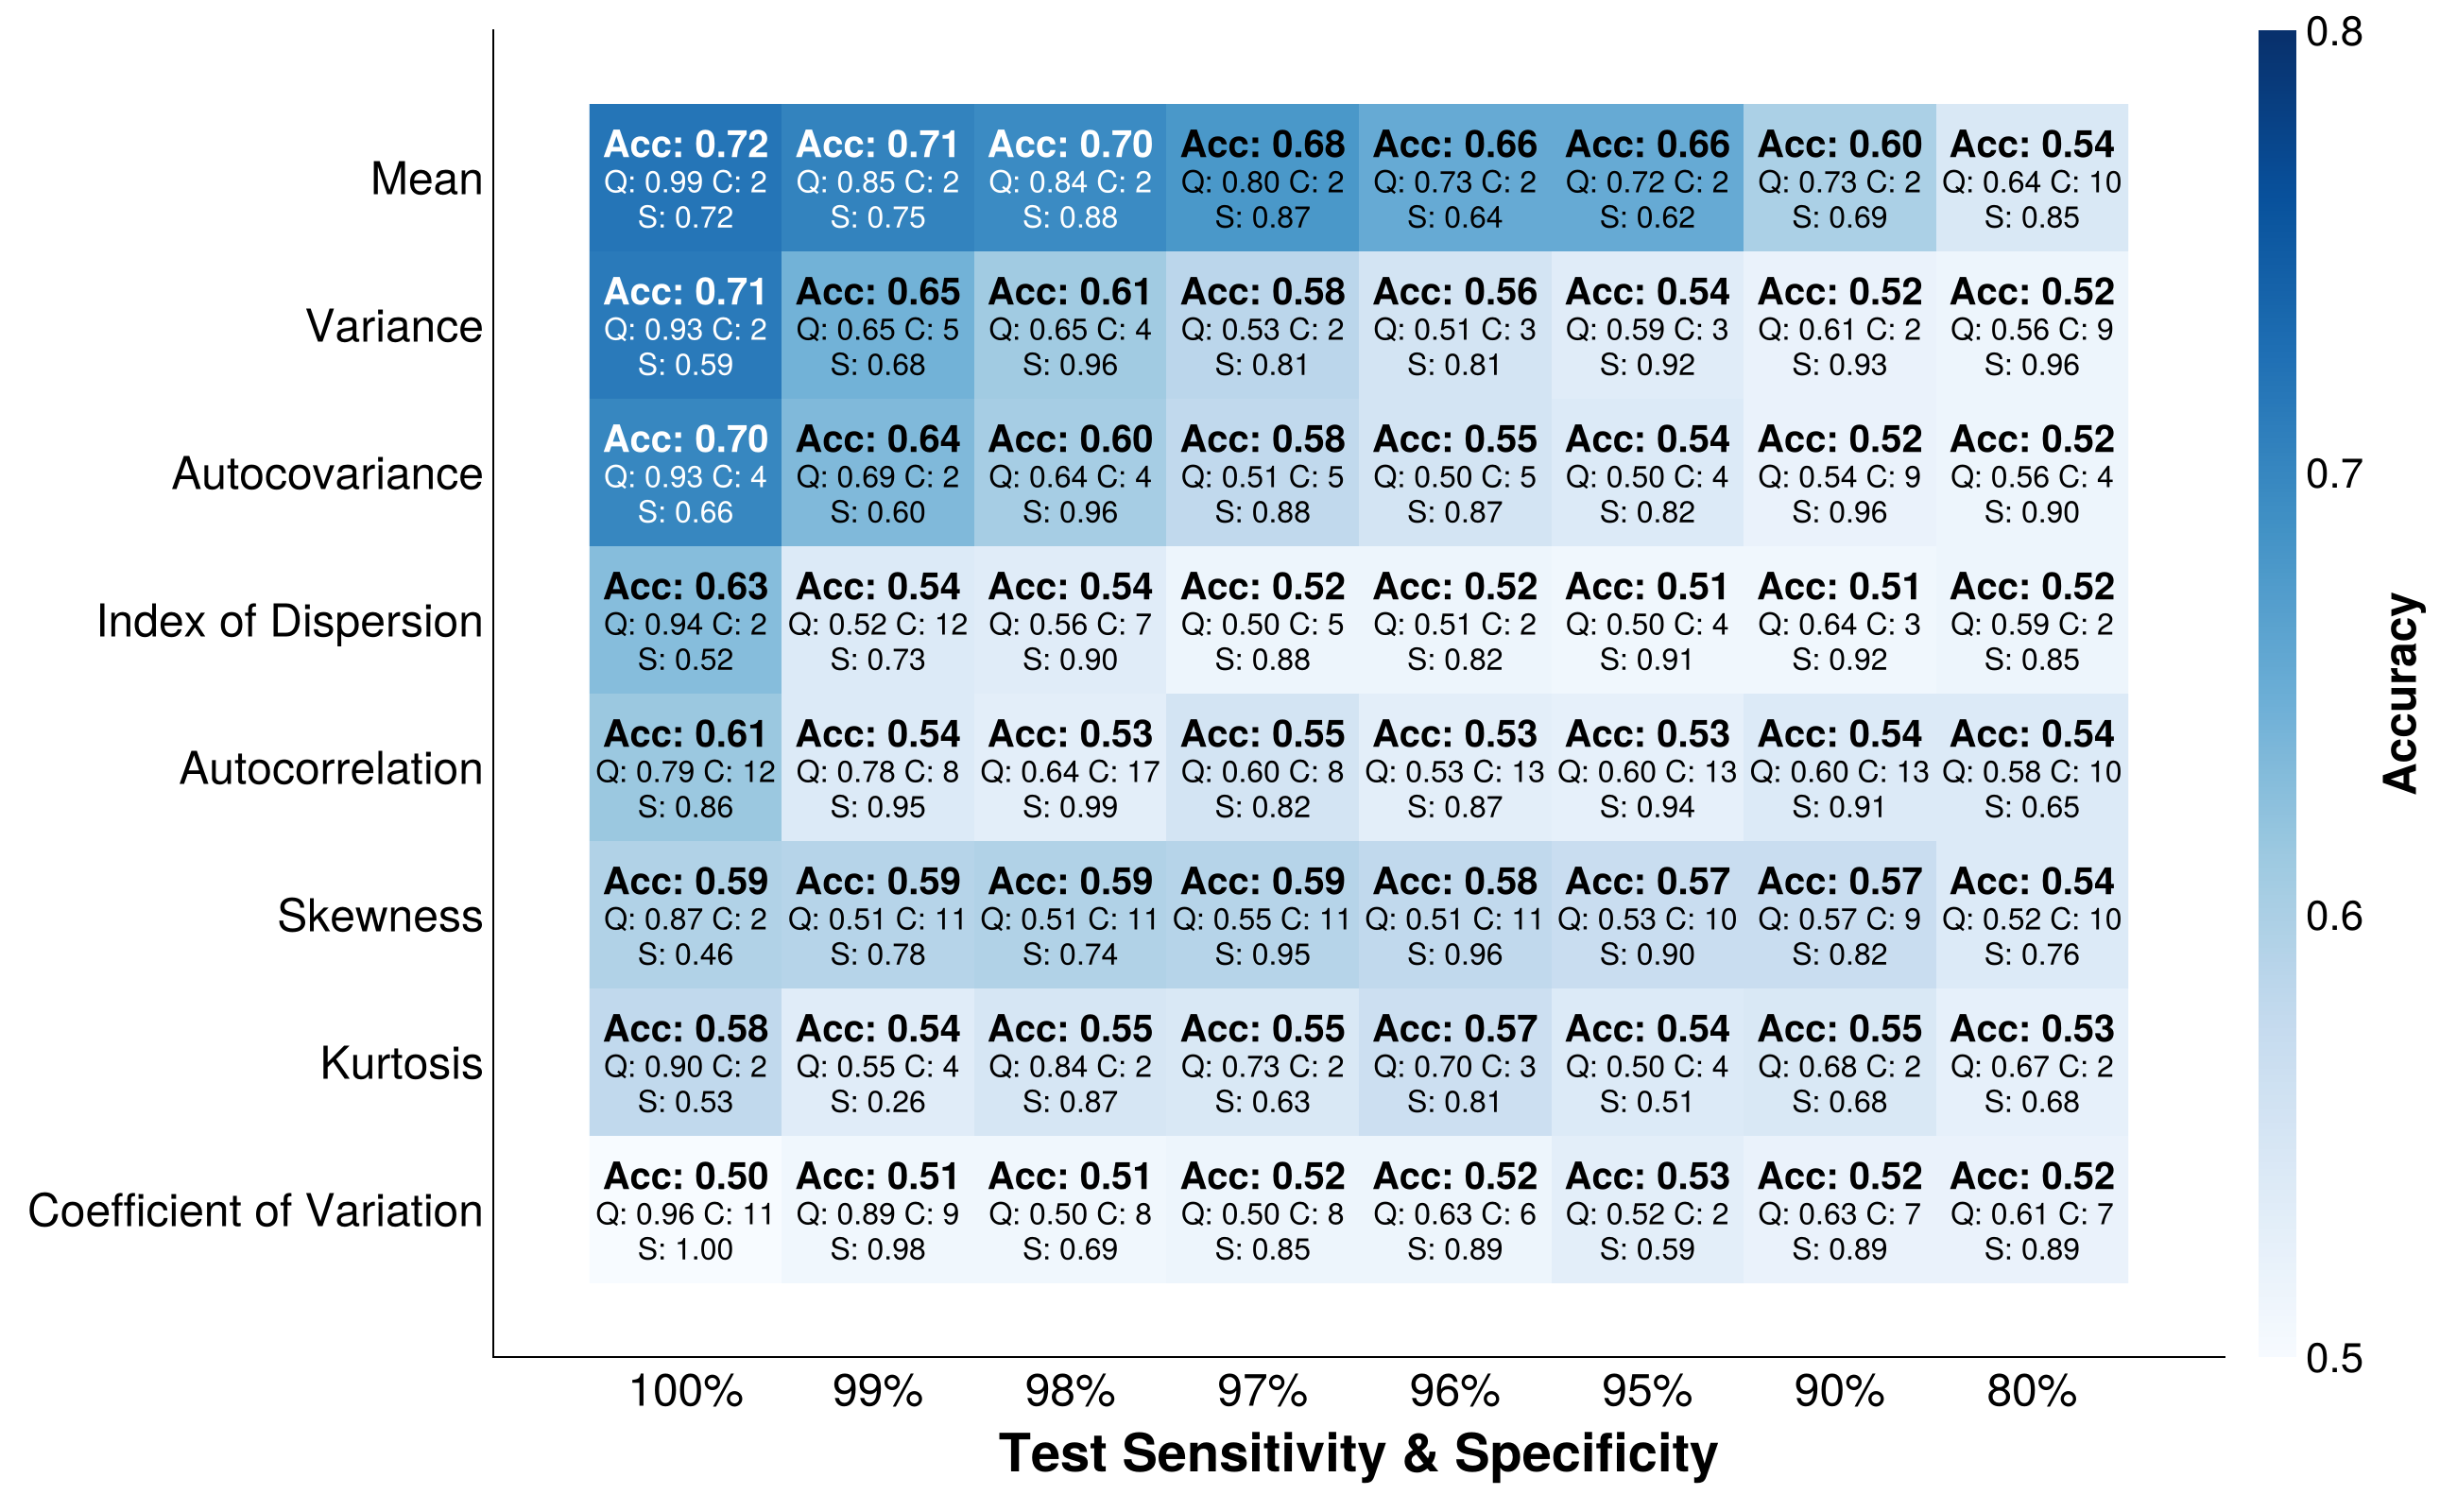 Mean
Acc: 0.72 Acc: 0.71 Acc: 0.70 Acc: 0.68 Acc: 0.66 Acc: 0.66 Acc: 0.60 Acc: 0.54
Q: 0.99 C: 2 Q: 0.85 C: 2 Q: 0.84 C: 2 Q: 0.80 C: 2 Q: 0.73 C: 2 Q: 0.72 C: 2 Q: 0.73 C: 2 Q: 0.64 C: 10
S: 0.72 S: 0.75 S: 0.88 S: 0.87 S: 0.64 S: 0.62 S: 0.69 S: 0.85
Variance
Acc: 0.71 Acc: 0.65 Acc: 0.61 Acc: 0.58 Acc: 0.56 Acc: 0.54 Acc: 0.52 Acc: 0.52
Q: 0.93 C: 2 Q: 0.65 C: 5 Q: 0.65 C: 4 Q: 0.53 C: 2 Q: 0.51 C: 3 Q: 0.59 C: 3 Q: 0.61 C: 2 Q: 0.56 C: 9
S: 0.59 S: 0.68 S: 0.96 S: 0.81 S: 0.81 S: 0.92 S: 0.93 S: 0.96
Autocovariance
Acc: 0.70 Acc: 0.64 Acc: 0.60 Acc: 0.58 Acc: 0.55 Acc: 0.54 Acc: 0.52 Acc: 0.52
Q: 0.93 C: 4 Q: 0.69 C: 2 Q: 0.64 C: 4 Q: 0.51 C: 5 Q: 0.50 C: 5 Q: 0.50 C: 4 Q: 0.54 C: 9 Q: 0.56 C: 4
S: 0.66 S: 0.60 S: 0.96 S: 0.88 S: 0.87 S: 0.82 S: 0.96 S: 0.90
Index of Dispersion
Acc: 0.63 Acc: 0.54 Acc: 0.54 Acc: 0.52 Acc: 0.52 Acc: 0.51 Acc: 0.51 Acc: 0.52
Q: 0.94 C: 2 Q: 0.52 C: 12 Q: 0.56 C: 7 Q: 0.50 C: 5 Q: 0.51 C: 2 Q: 0.50 C: 4 Q: 0.64 C: 3 Q: 0.59 C: 2
S: 0.52 S: 0.73 S: 0.90 S: 0.88 S: 0.82 S: 0.91 S: 0.92 S: 0.85
Autocorrelation
Acc: 0.61 Acc: 0.54 Acc: 0.53 Acc: 0.55 Acc: 0.53 Acc: 0.53 Acc: 0.54 Acc: 0.54
Q: 0.79 C: 12 Q: 0.78 C: 8 Q: 0.64 C: 17 Q: 0.60 C: 8 Q: 0.53 C: 13 Q: 0.60 C: 13 Q: 0.60 C: 13 Q: 0.58 C: 10
S: 0.86 S: 0.95 S: 0.99 S: 0.82 S: 0.87 S: 0.94 S: 0.91 S: 0.65
Skewness
Acc: 0.59 Acc: 0.59 Acc: 0.59 Acc: 0.59 Acc: 0.58 Acc: 0.57 Acc: 0.57 Acc: 0.54
Q: 0.87 C: 2 Q: 0.51 C: 11 Q: 0.51 C: 11 Q: 0.55 C: 11 Q: 0.51 C: 11 Q: 0.53 C: 10 Q: 0.57 C: 9 Q: 0.52 C: 10
S: 0.46 S: 0.78 S: 0.74 S: 0.95 S: 0.96 S: 0.90 S: 0.82 S: 0.76
Kurtosis
Acc: 0.58 Acc: 0.54 Acc: 0.55 Acc: 0.55 Acc: 0.57 Acc: 0.54 Acc: 0.55 Acc: 0.53
Q: 0.90 C: 2 Q: 0.55 C: 4 Q: 0.84 C: 2 Q: 0.73 C: 2 Q: 0.70 C: 3 Q: 0.50 C: 4 Q: 0.68 C: 2 Q: 0.67 C: 2
S: 0.53 S: 0.26 S: 0.87 S: 0.63 S: 0.81 S: 0.51 S: 0.68 S: 0.68
Coefficient of Variation
Acc: 0.50 Acc: 0.51 Acc: 0.51 Acc: 0.52 Acc: 0.52 Acc: 0.53 Acc: 0.52 Acc: 0.52
Q: 0.96 C: 11 Q: 0.89 C: 9 Q: 0.50 C: 8 Q: 0.50 C: 8 Q: 0.63 C: 6 Q: 0.52 C: 2 Q: 0.63 C: 7 Q: 0.61 C: 7
S: 1.00 S: 0.98 S: 0.69 S: 0.85 S: 0.89 S: 0.59 S: 0.89 S: 0.89
100% 99% 98% 97% 96% 95% 90% 80%
Test Sensitivity & Specificity
0.8
0.7
0.6
0.5
Accuracy